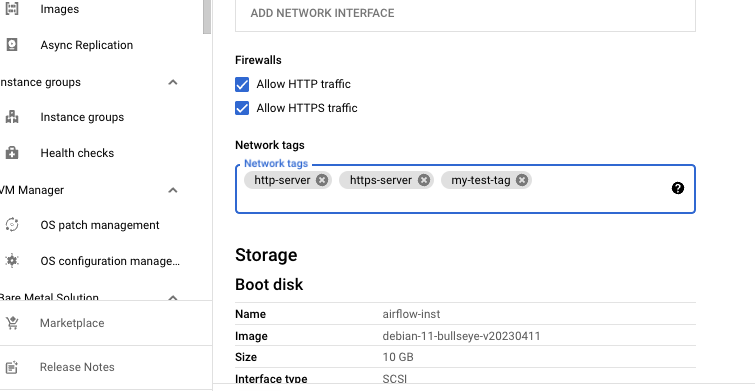 Images
Async Replication
nstance groups
Instance groups
Health checks
VM Manager
OS patch management
OS configuration manage...
Bare Metal Solution
Marketplace
Release Notes
ADD NETWORK INTERFACE
Firewalls
Allow HTTP traffic
Allow HTTPS traffic
Network tags
Network tags
http-server https-server my-test-tag
Storage
Boot disk
Name airflow-inst
Image debian-11-bullseye-v20230411
Size 10 GB
Interface type SCSI